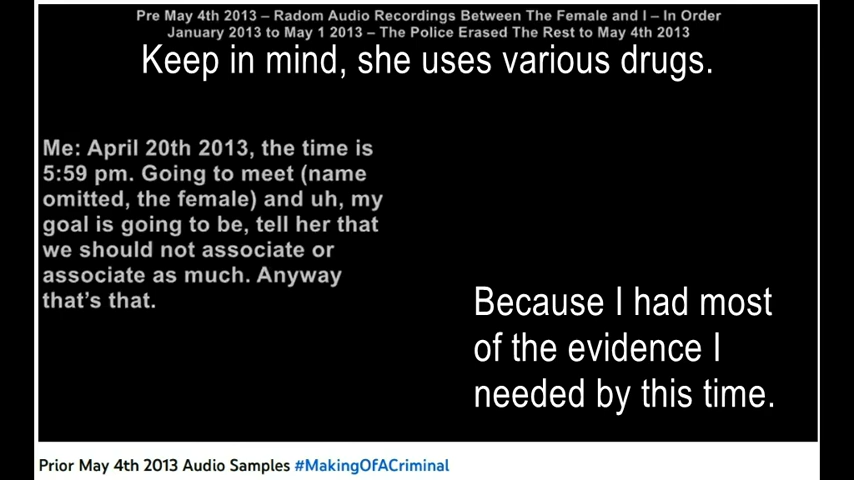 Pre May 4th 2013 – Radom Audio Recordings Between The Female and I – In Order
January 2013 to May 1 2013 – The Police Erased The Rest to May 4th 2013
Keep in mind, she uses various drugs.
Me: April 20th 2013, the time is
5:59 pm. Going to meet (name
omitted, the female) and uh, my
goal is going to be, tell her that
we should not associate or
associate as much. Anyway
that's that.
Because I had most
of the evidence I
needed by this time.
Prior May 4th 2013 Audio Samples #MakingOfACriminal